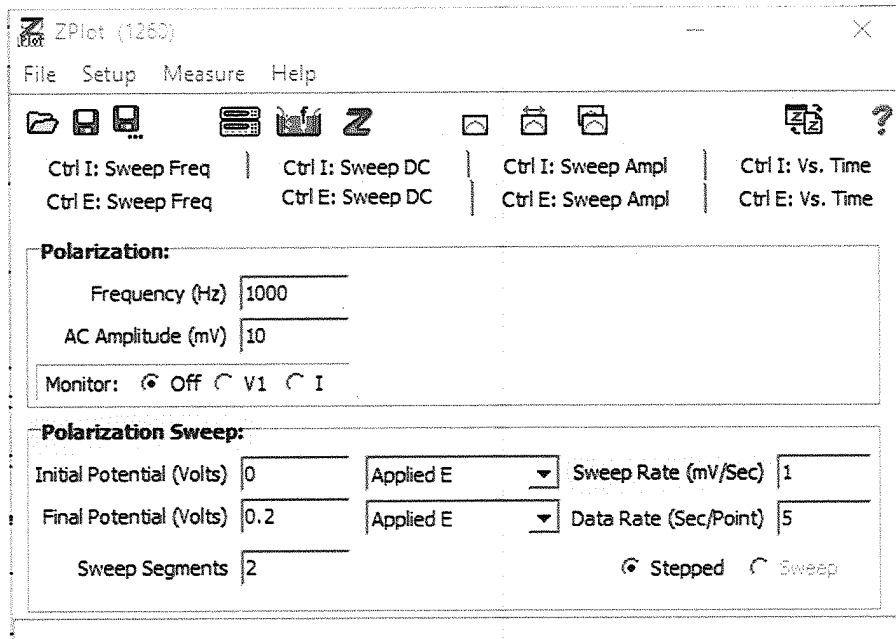 ZPlot (1260)
File Setup Measure Help
Ctrl I: Sweep Freq Ctrl I: Sweep DC Ctrl I: Sweep Ampl Ctrl I: Vs. Time
Ctrl E: Sweep Freq Ctrl E: Sweep DC Ctrl E: Sweep Ampl Ctrl E: Vs. Time
Polarization:
Frequency (Hz) 1000
AC Amplitude (mV) 10
Monitor: Off V1 I
Polarization Sweep:
Initial Potential (Volts) 0 Applied E Sweep Rate (mV/Sec) 1
Final Potential (Volts) 0.2 Applied E Data Rate (Sec/Point) 5
Sweep Segments 2 Stepped Sweep